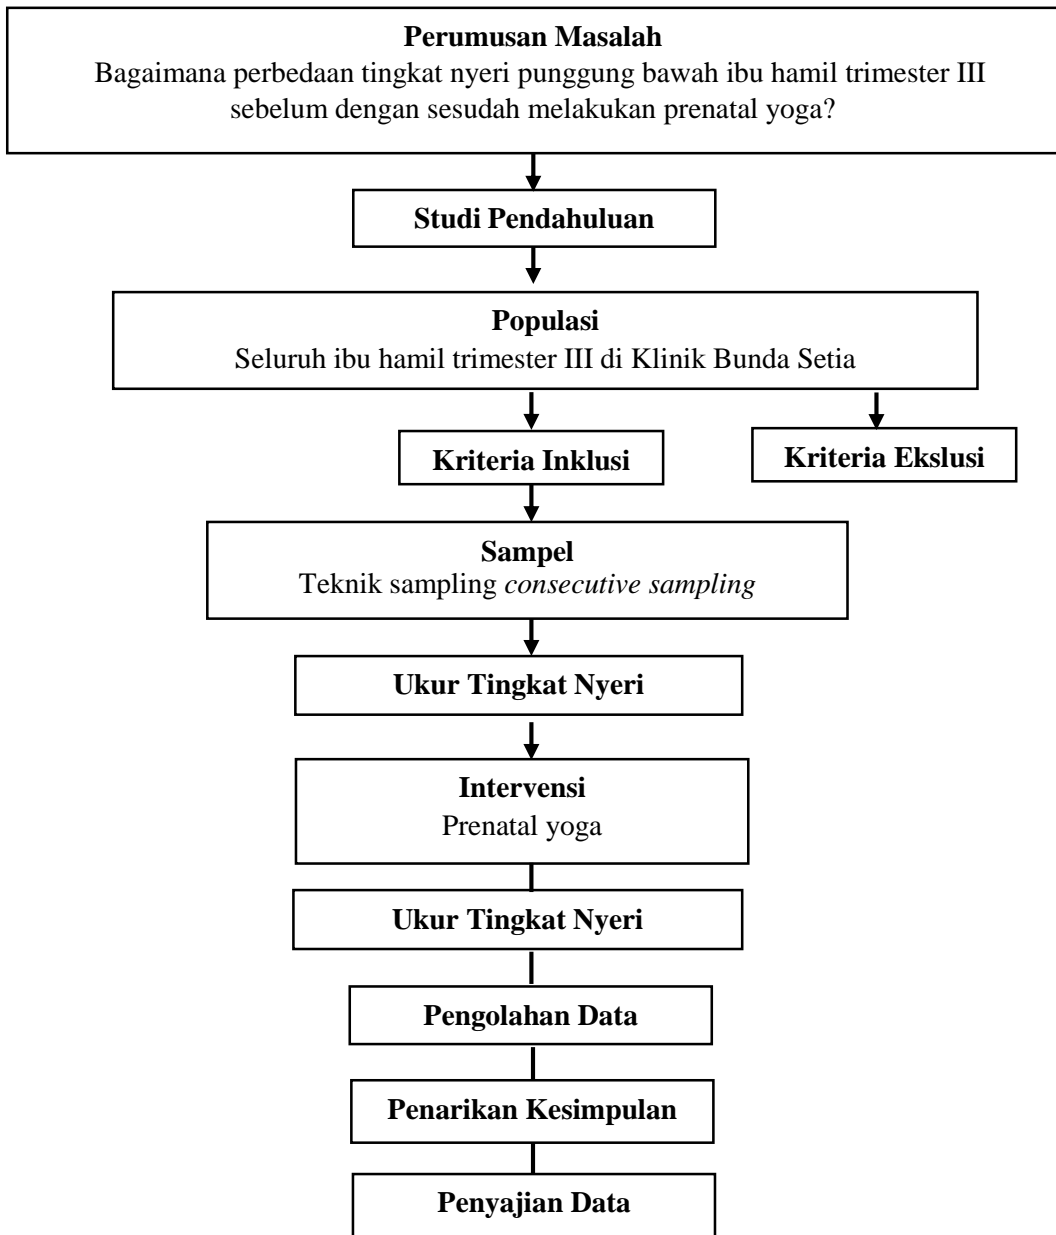 Perumusan Masalah
Bagaimana perbedaan tingkat nyeri punggung bawah ibu hamil trimester III
sebelum dengan sesudah melakukan prenatal yoga?
Studi Pendahuluan
Populasi
Seluruh ibu hamil trimester III di Klinik Bunda Setia
Kriteria Inklusi
Kriteria Ekslusi
Sampel
Teknik sampling consecutive sampling
Ukur Tingkat Nyeri
Intervensi
Prenatal yoga
Ukur Tingkat Nyeri
Pengolahan Data
Penarikan Kesimpulan
Penyajian Data